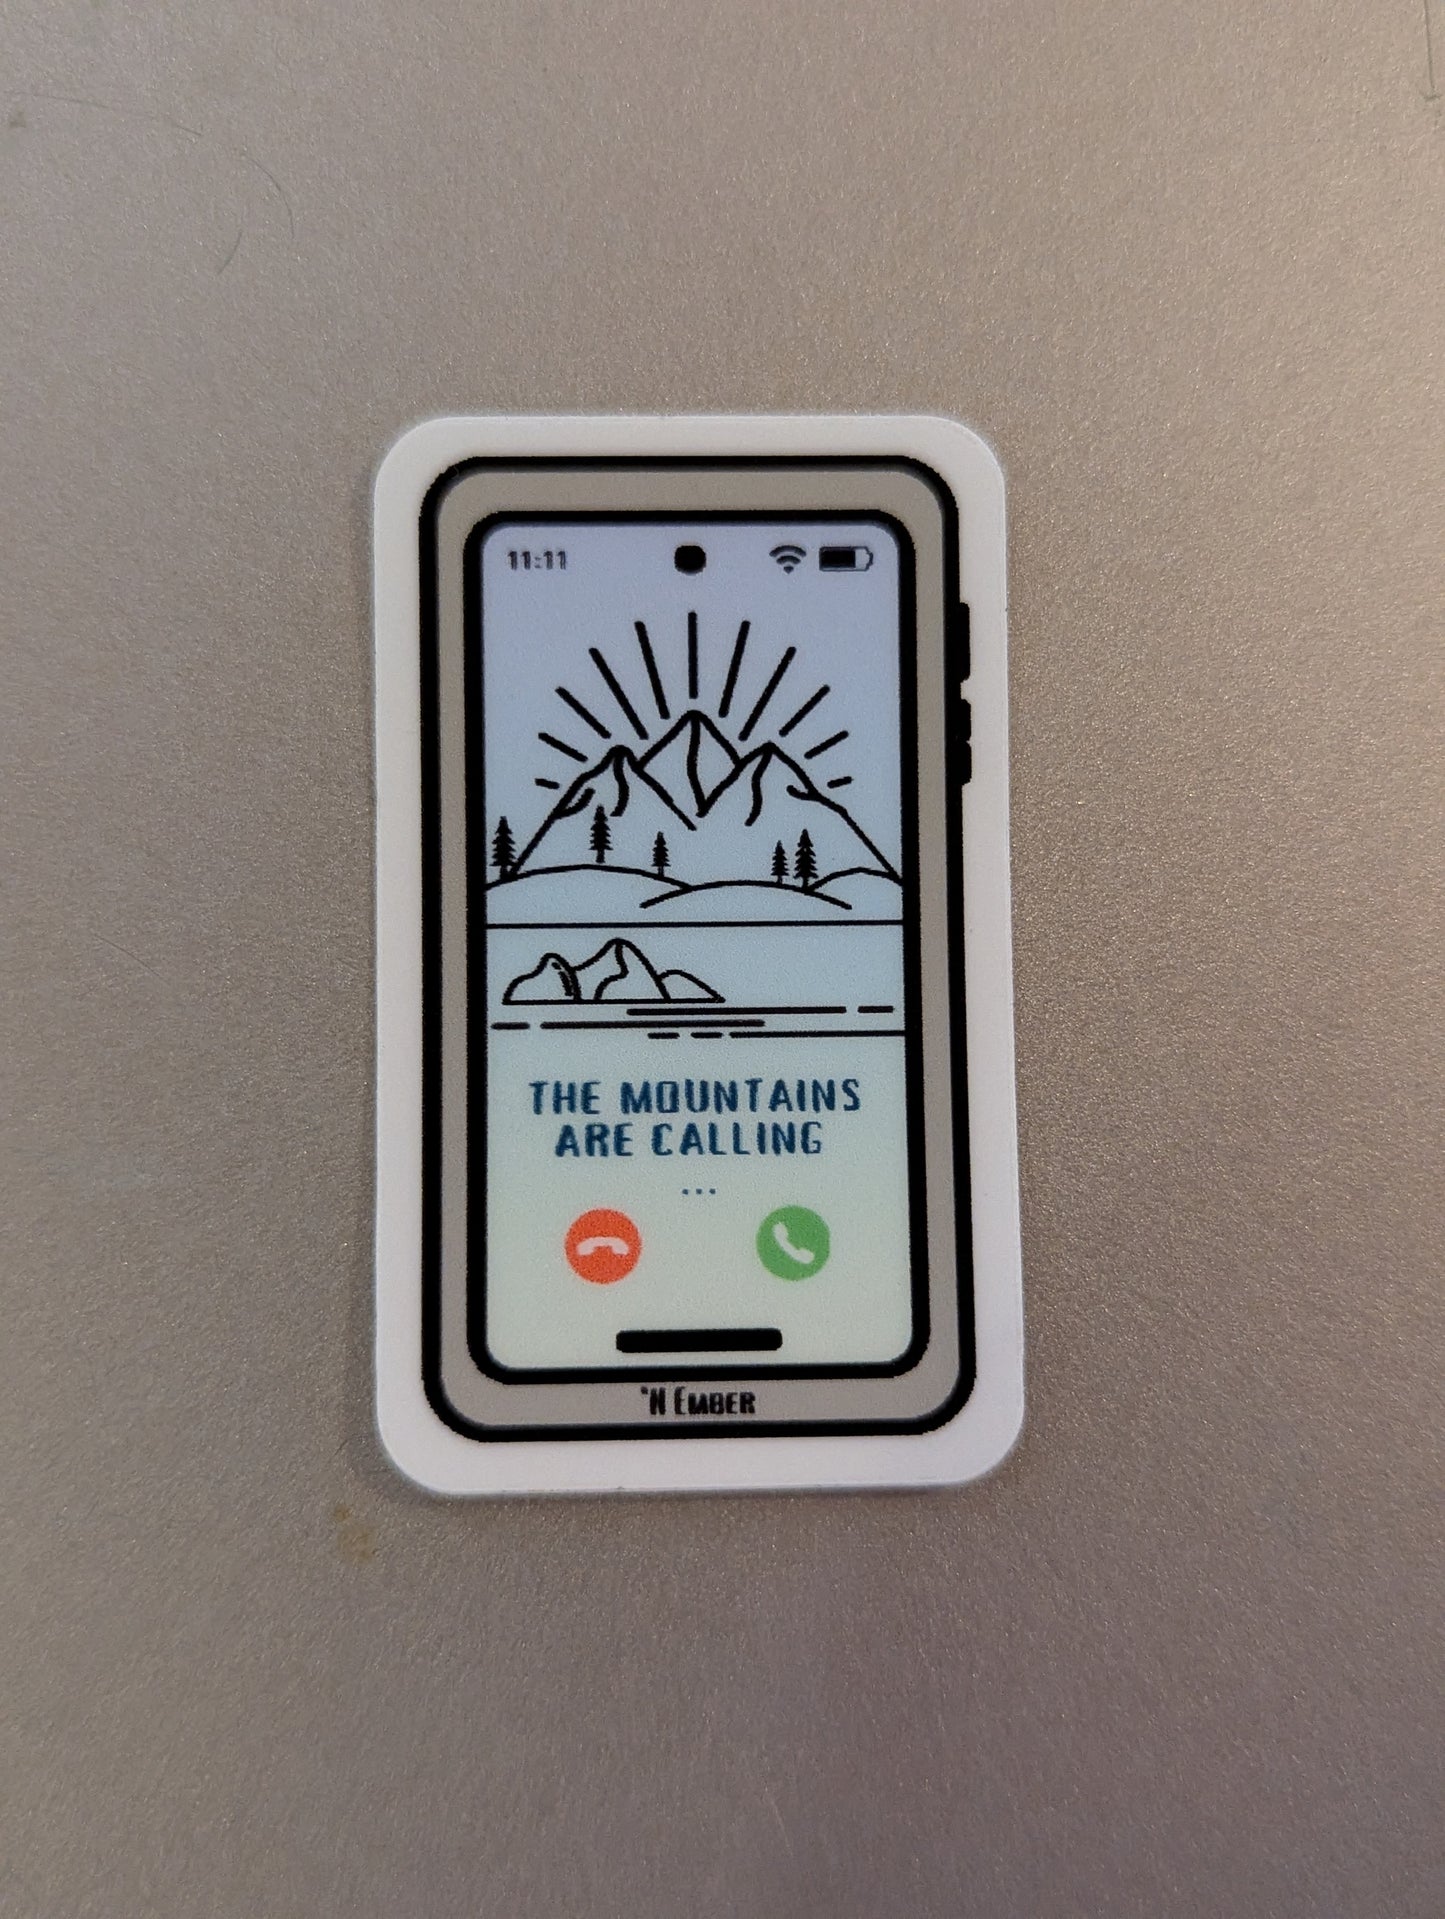 11:11
THE MOUNTAINS
ARE CALLING
...
'N EMBER